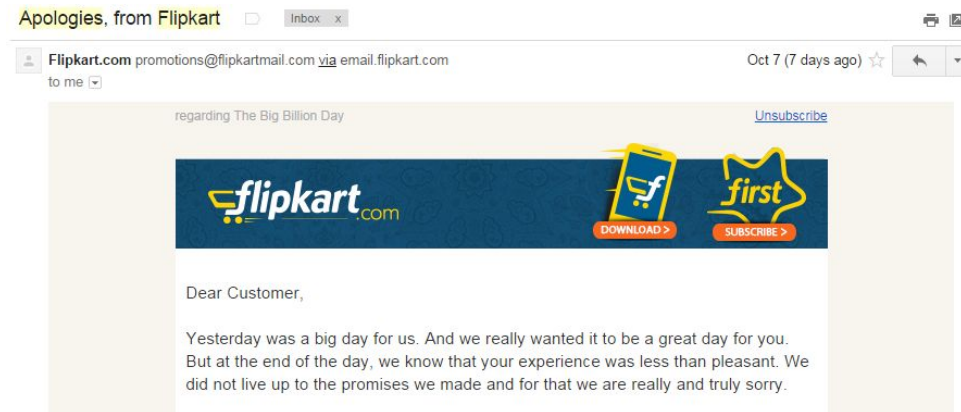 Apologies, from Flipkart
Inbox x
Flipkart.com promotions@flipkartmail.com via email.flipkart.com
Oct 7 (7 days ago)
to me
regarding The Big Billion Day
Unsubscribe
flipkart.com
f
DOWNLOAD >
first
SUBSCRIBE >
Dear Customer,
Yesterday was a big day for us. And we really wanted it to be a great day for you.
But at the end of the day, we know that your experience was less than pleasant. We
did not live up to the promises we made and for that we are really and truly sorry.